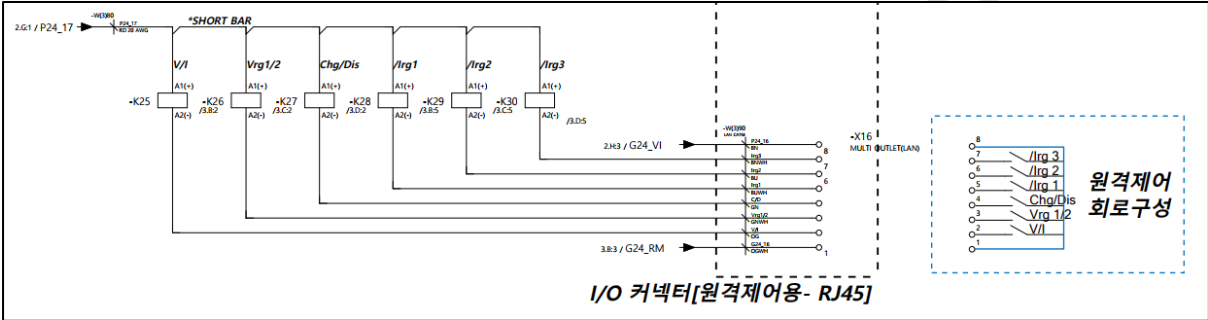 2.G:1 / P24_17
-W(3)80
P24_17
RD 20 AWG
*SHORT BAR
V/I
Vrg1/2
Chg/Dis
/Irg1
/Irg2
/Irg3
A1(+)
A1(+)
A1(+)
A1(+)
A1(+)
A1(+)
-K25
-K26
-K27
-K28
-K29
-K30
/3.B:2
/3.C:2
/3.D:2
/3.B:5
/3.C:5
/3.D:5
A2(-)
A2(-)
A2(-)
A2(-)
A2(-)
A2(-)
-W(3)90
LAN CAT5E
2.H:3 / G24_VI
P24_16
BN
8
Irg3
BNWH
7
Irg2
BU
6
Irg1
BUWH
C/D
GN
Vrg1/2
GNWH
V/I
OG
3.B:3 / G24_RM
G24_16
OGWH
1
-X16
MULTI OUTLET(LAN)
I/O 커넥터[원격제어용- RJ45]
8
7
/Irg 3
6
/Irg 2
5
/Irg 1
4
Chg/Dis
3
Vrg 1/2
2
V/I
1
원격제어
회로구성